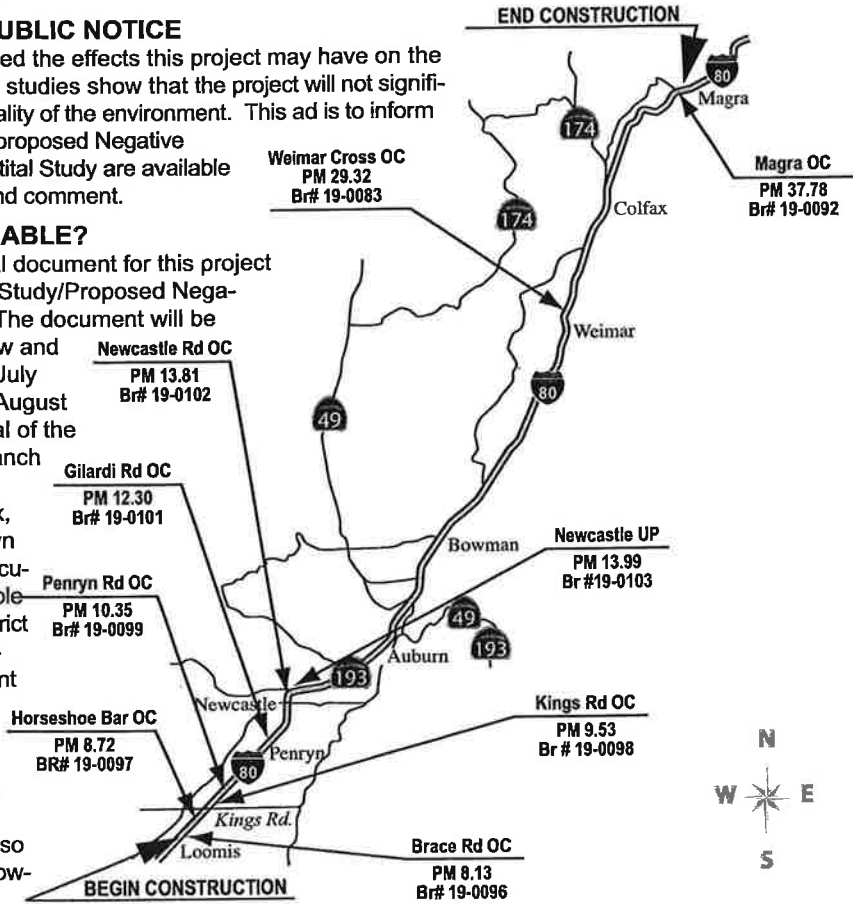 UBLIC NOTICE
ed the effects this project may have on the
studies show that the project will not signifi-
ality of the environment. This ad is to inform
proposed Negative
tital Study are available
nd comment.
ABLE?
l document for this project
Study/Proposed Nega-
The document will be
w and
July
August
al of the
anch
k,
n
cu-
ole
rict
nt
so
ow-
END CONSTRUCTION
80
Magra
174
Weimar Cross OC
PM 29.32
Br# 19-0083
Magra OC
PM 37.78
Br# 19-0092
174
Colfax
Weimar
Newcastle Rd OC
PM 13.81
Br# 19-0102
80
49
Gilardi Rd OC
PM 12.30
Br# 19-0101
Bowman
Newcastle UP
PM 13.99
Br #19-0103
Penryn Rd OC
PM 10.35
Br# 19-0099
49
193
Auburn
193
Newcastle
Horseshoe Bar OC
PM 8.72
BR# 19-0097
Kings Rd OC
PM 9.53
Br # 19-0098
Penryn
80
Kings Rd.
Loomis
Brace Rd OC
PM 8.13
Br# 19-0096
BEGIN CONSTRUCTION
N
W
E
S